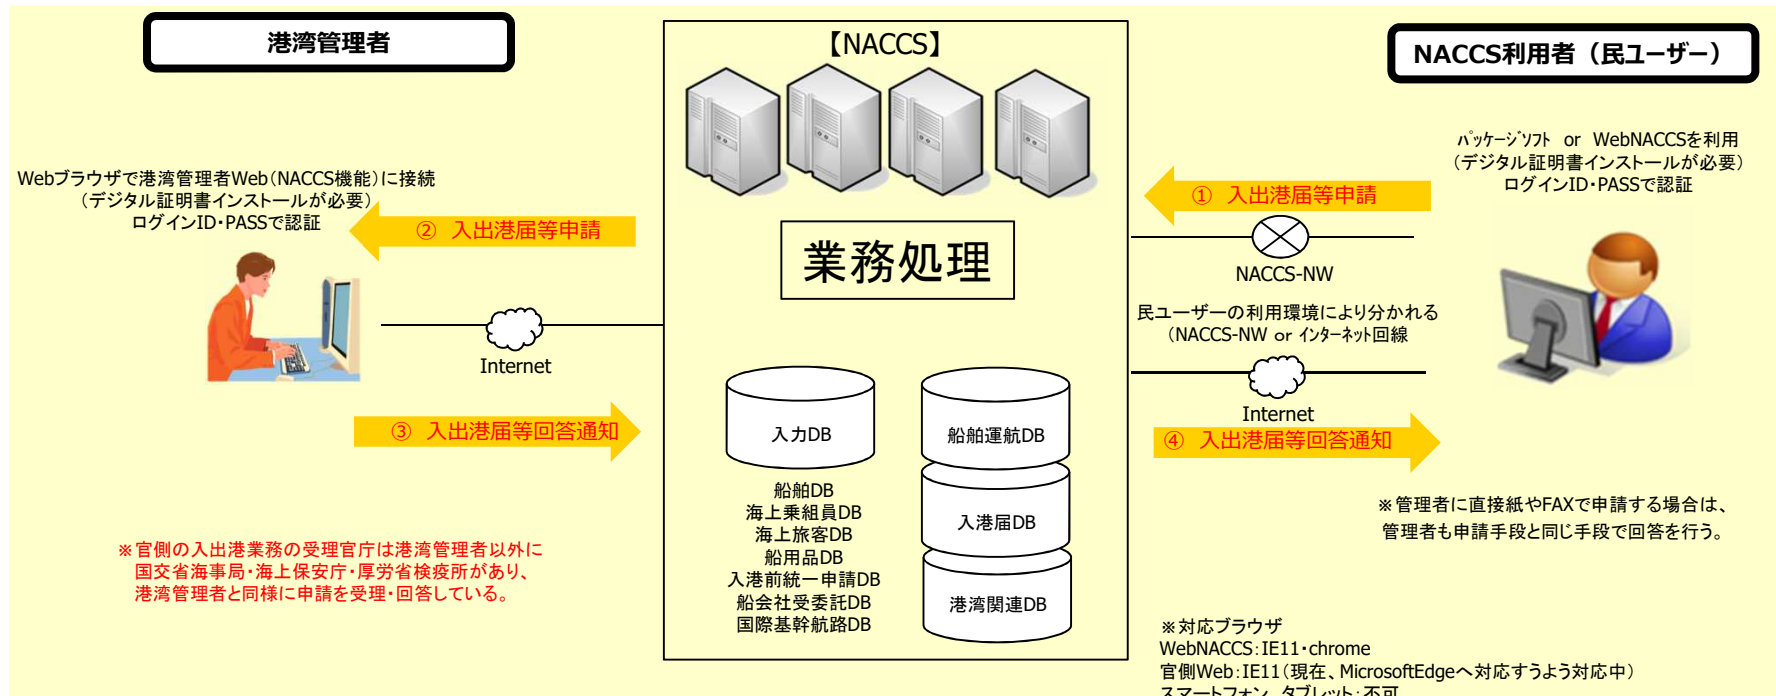 港湾管理者
Webブラウザで港湾管理者Web(NACCS機能)に接続
(デジタル証明書インストールが必要)
ログインID・PASSで認証
② 入出港届等申請
Internet
③ 入出港届等回答通知
※官側の入出港業務の受理官庁は港湾管理者以外に
国交省海事局・海上保安庁・厚労省検疫所があり、
港湾管理者と同様に申請を受理・回答している。
【NACCS】
業務処理
入力DB
船舶DB
海上乗組員DB
海上旅客DB
船用品DB
入港前統一申請DB
船会社受委託DB
国際基幹航路DB
船舶運航DB
入港届DB
港湾関連DB
NACCS利用者(民ユーザー)
パッケージソフト or WebNACCSを利用
(デジタル証明書インストールが必要)
ログインID・PASSで認証
① 入出港届等申請
NACCS-NW
民ユーザーの利用環境により分かれる
(NACCS-NW or インターネット回線
Internet
④ 入出港届等回答通知
※管理者に直接紙やFAXで申請する場合は、
管理者も申請手段と同じ手段で回答を行う。
※対応ブラウザ
WebNACCS:IE11・chrome
官側Web:IE11(現在、MicrosoftEdgeへ対応すうよう対応中)
スマートフォン、タブレット:不可